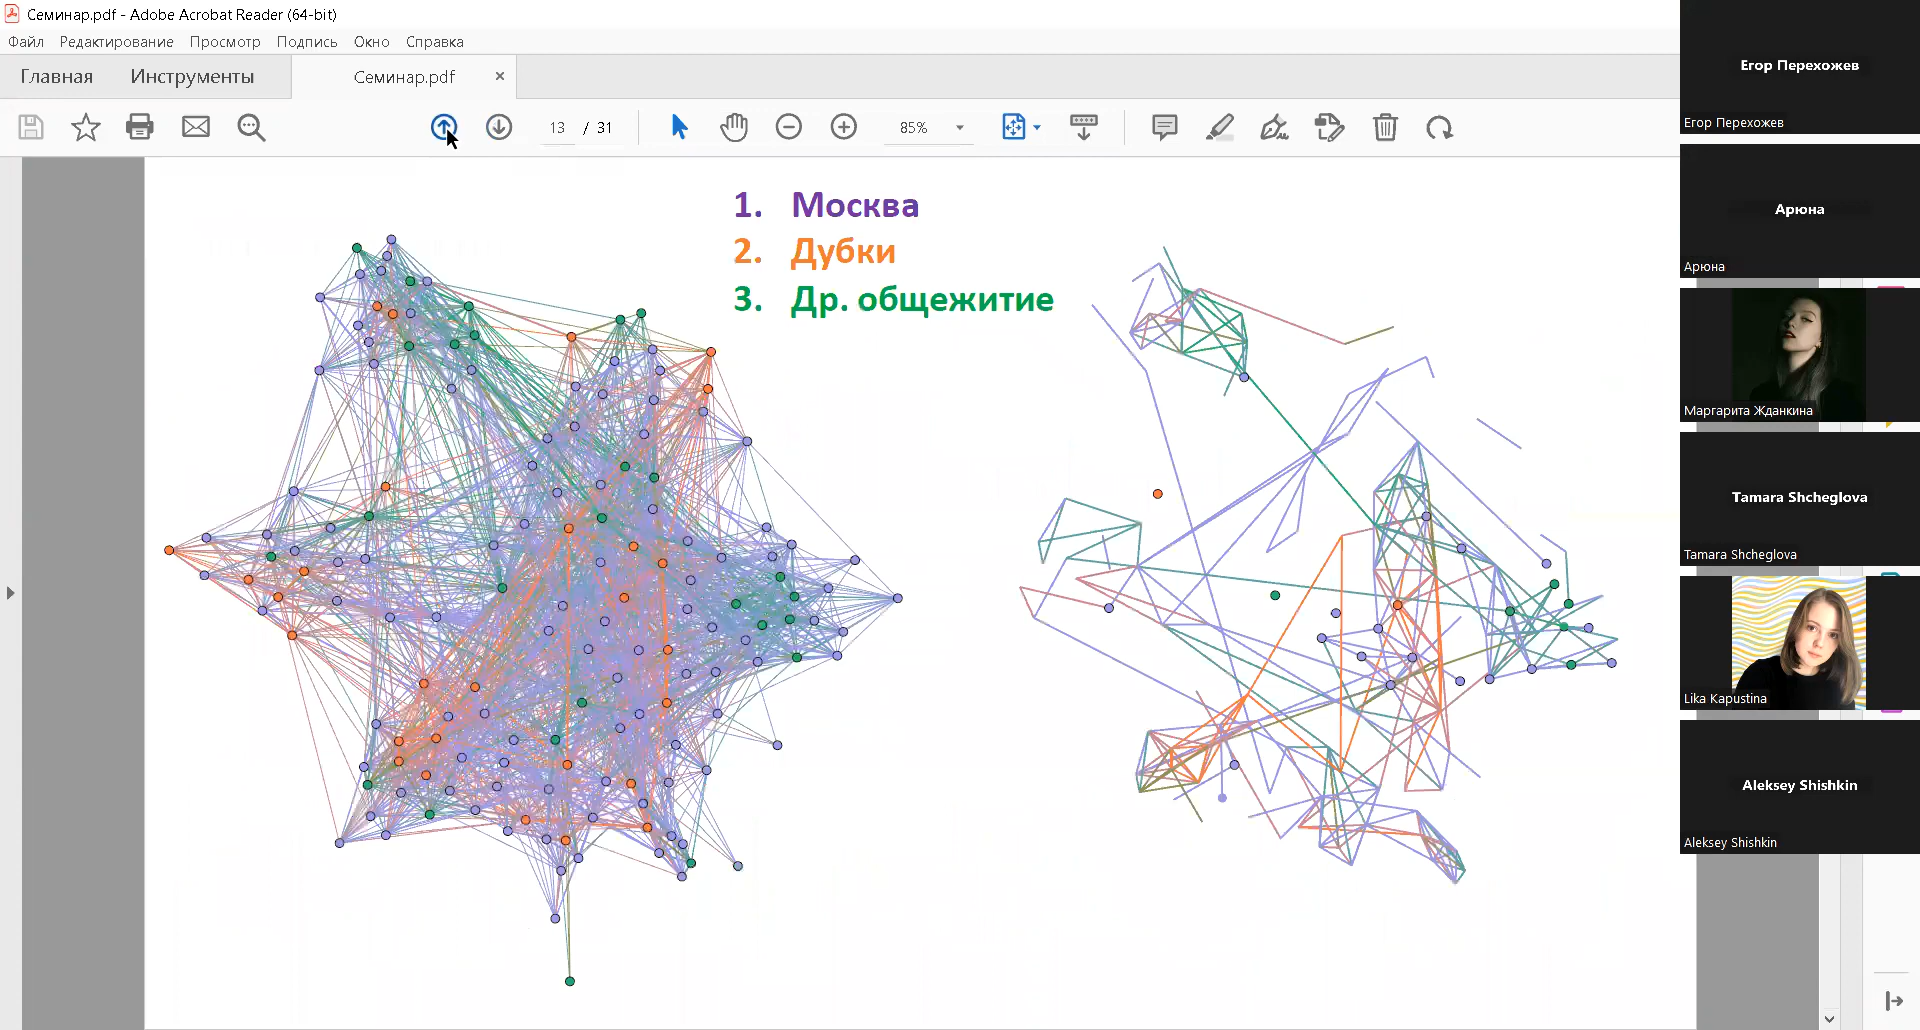 Семинар.pdf - Adobe Acrobat Reader (64-bit)
Файл Редактирование Просмотр Подпись Окно Справка
Главная Инструменты Семинар.pdf ×
13 / 31 85%
1. Москва
2. Дубки
3. Др. общежитие
Егор Перехожев
Егор Перехожев
Арюна
Арюна
Маргарита Жданкина
Tamara Shcheglova
Tamara Shcheglova
Lika Kapustina
Aleksey Shishkin
Aleksey Shishkin